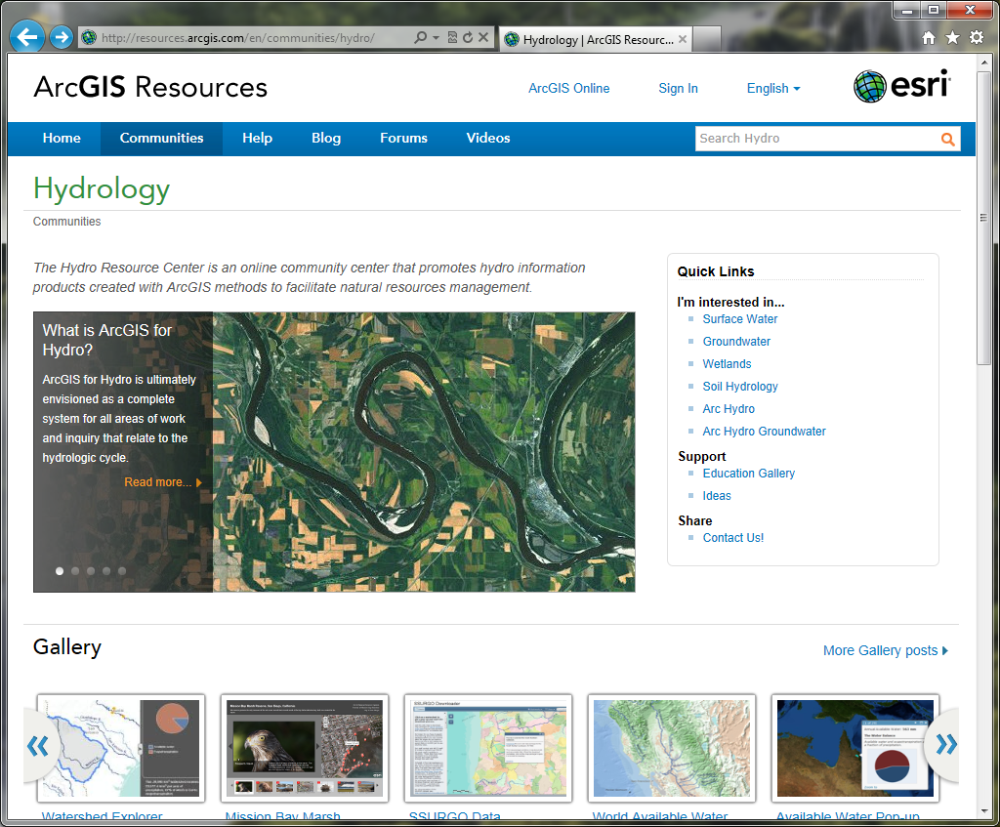 http://resources.arcgis.com/en/communities/hydro/
Hydrology | ArcGIS Resourc...
ArcGIS Resources
ArcGIS Online
Sign In
English
esri
Home
Communities
Help
Blog
Forums
Videos
Search Hydro
Hydrology
Communities
The Hydro Resource Center is an online community center that promotes hydro information
products created with ArcGIS methods to facilitate natural resources management.
What is ArcGIS for
Hydro?
ArcGIS for Hydro is ultimately
envisioned as a complete
system for all areas of work
and inquiry that relate to the
hydrologic cycle.
Read more...
Quick Links
I'm interested in...
Surface Water
Groundwater
Wetlands
Soil Hydrology
Arc Hydro
Arc Hydro Groundwater
Support
Education Gallery
Ideas
Share
Contact Us!
Gallery
More Gallery posts
SSURGO Downloader
Watershed Explorer
Mission Bay Marsh
SSURGO Data
World Available Water
Available Water Pop-up